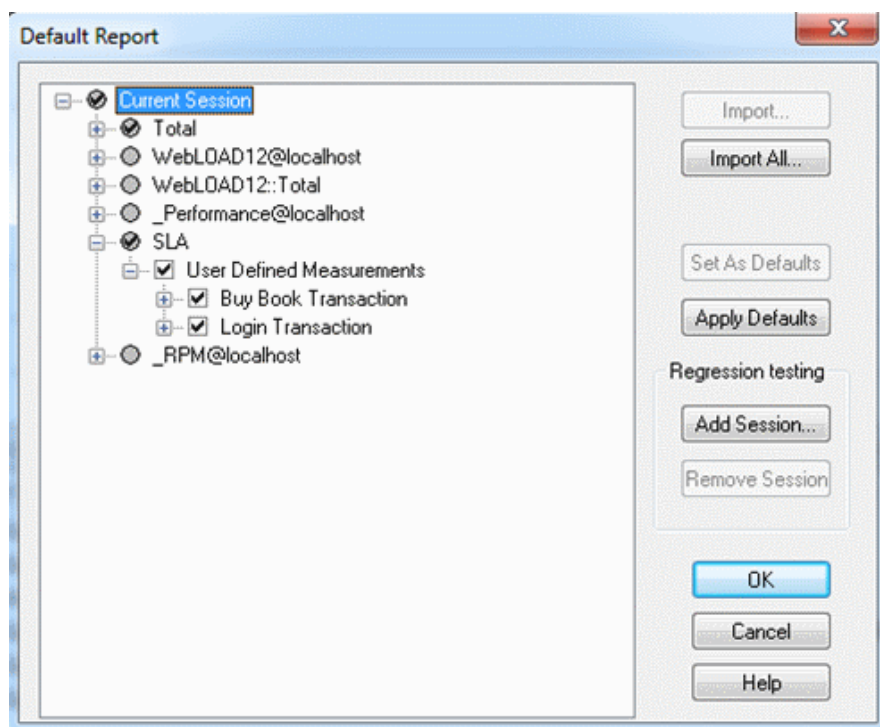 Default Report
Current Session
Total
WebLOAD12@localhost
WebLOAD12::Total
_Performance@localhost
SLA
User Defined Measurements
Buy Book Transaction
Login Transaction
_RPM@localhost
Import...
Import All...
Set As Defaults
Apply Defaults
Regression testing
Add Session...
Remove Session
OK
Cancel
Help